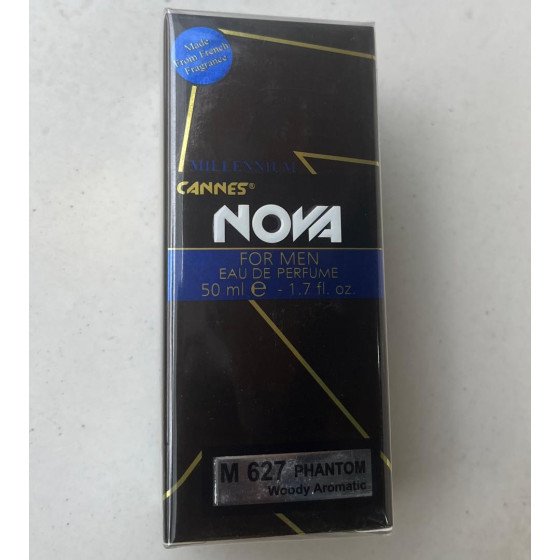 Made
From French
Fragrance
MILLENNIUM
CANNES®
NOVA
FOR MEN
EAU DE PERFUME
50 ml e - 1.7 fl. oz.
M 627 PHANTOM
Woody Aromatic